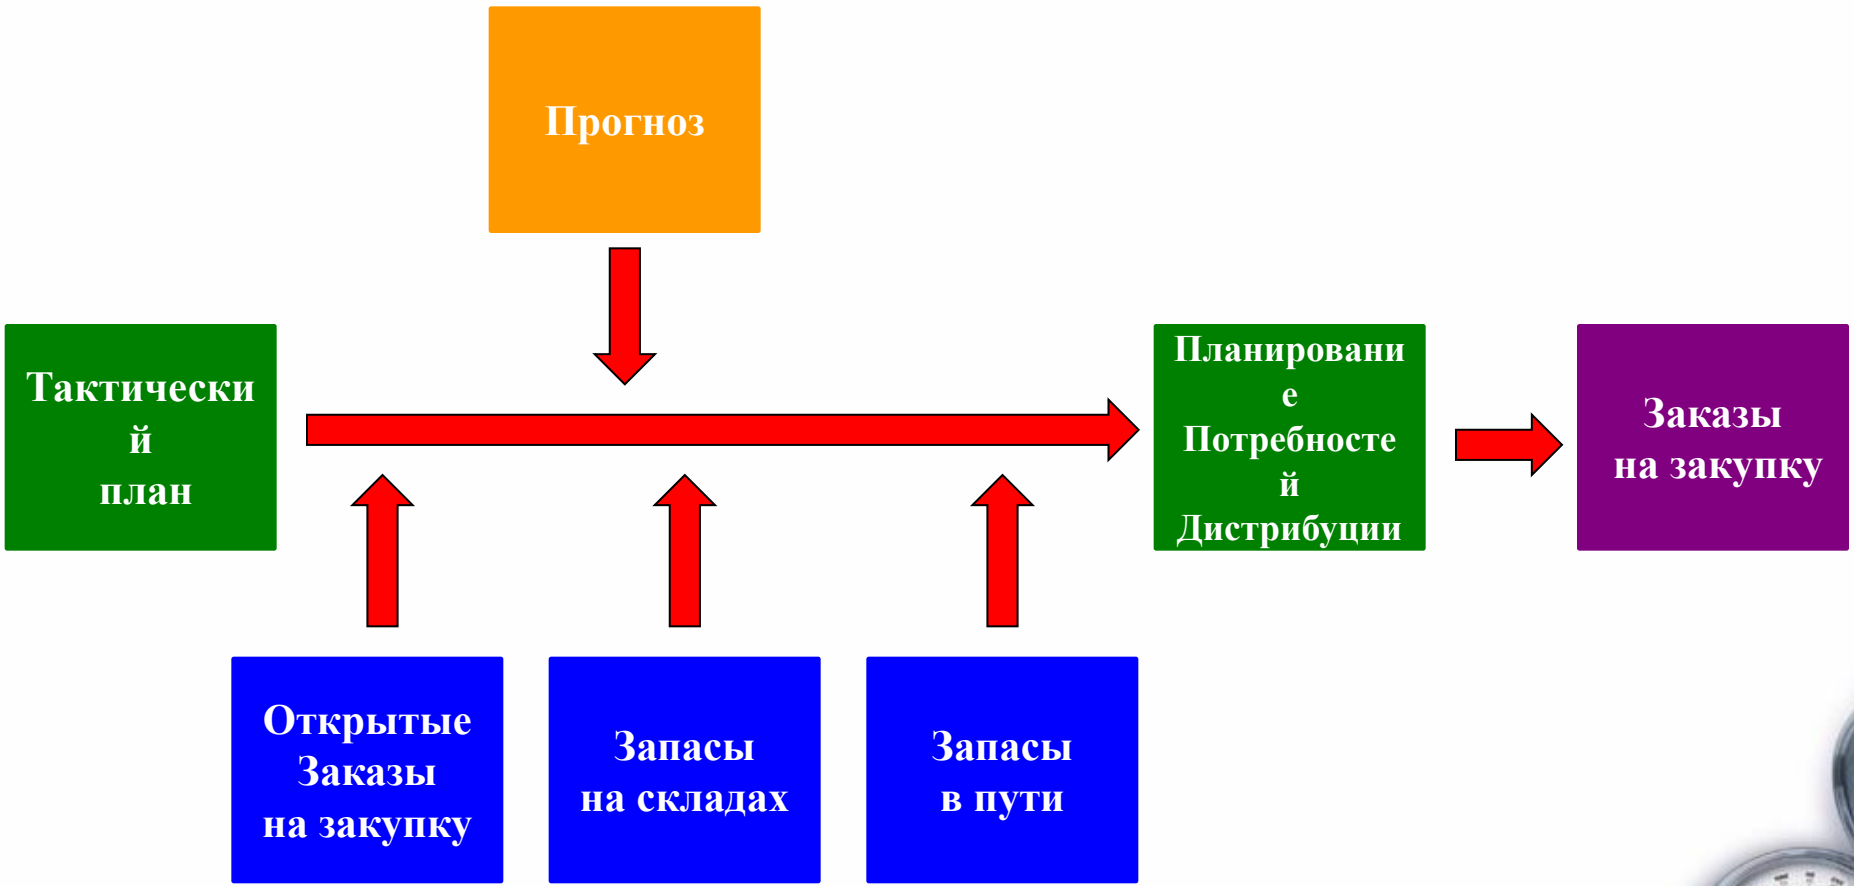 Прогноз
Тактически
й
план
Планировани
е
Потребносте
й
Дистрибуции
Заказы
на закупку
Открытые
Заказы
на закупку
Запасы
на складах
Запасы
в пути